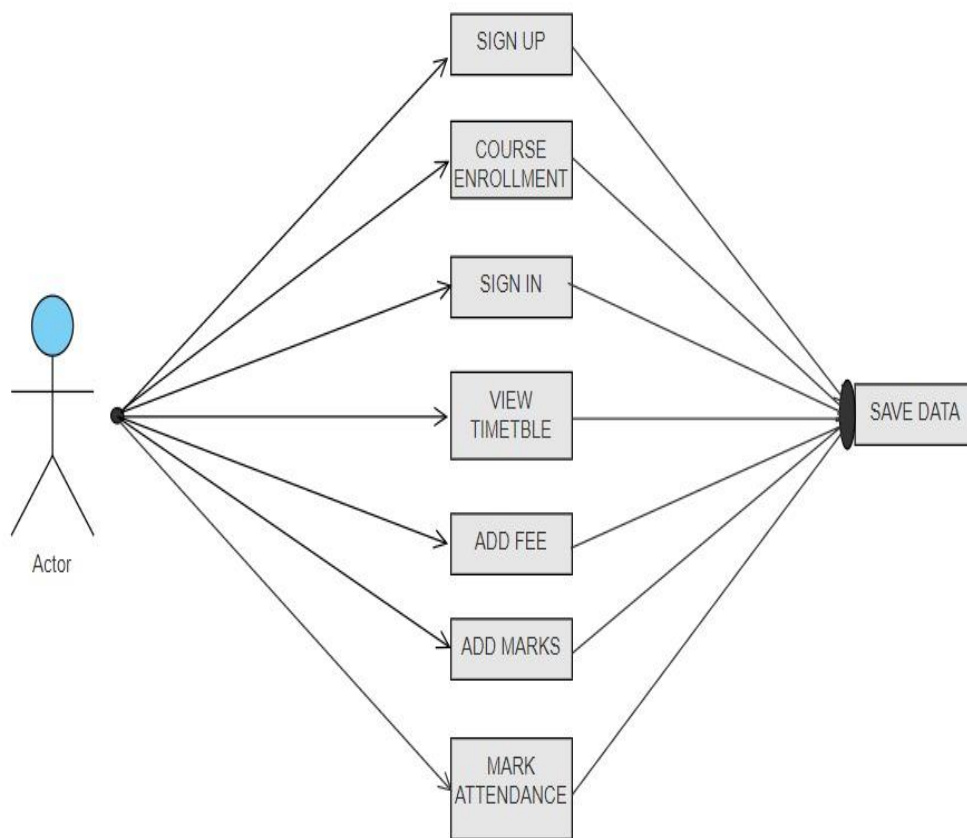 SIGN UP
COURSE
ENROLLMENT
SIGN IN
VIEW
TIMETBLE
SAVE DATA
ADD FEE
Actor
ADD MARKS
MARK
ATTENDANCE